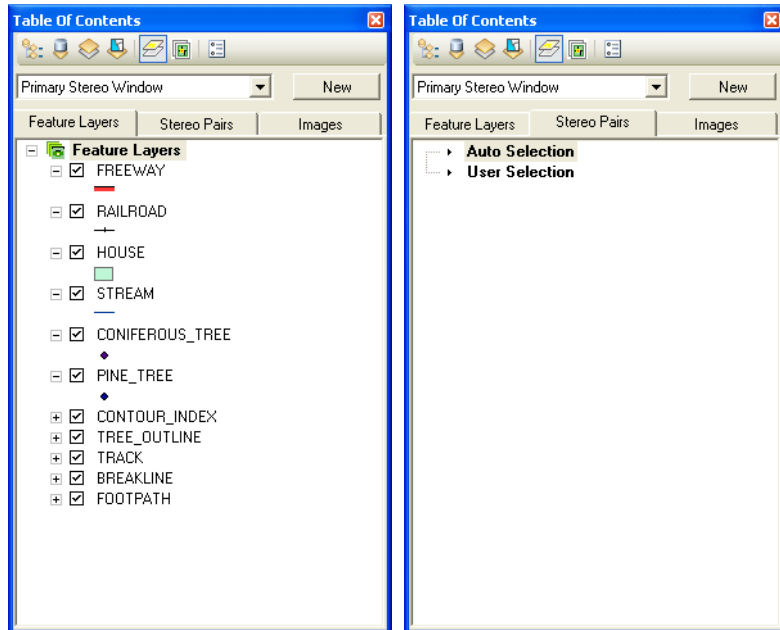 Table Of Contents
Primary Stereo Window
New
Feature Layers
Stereo Pairs
Images
Feature Layers
FREEWAY
RAILROAD
HOUSE
STREAM
CONIFEROUS_TREE
PINE_TREE
CONTOUR_INDEX
TREE_OUTLINE
TRACK
BREAKLINE
FOOTPATH
Table Of Contents
Primary Stereo Window
New
Feature Layers
Stereo Pairs
Images
Auto Selection
User Selection